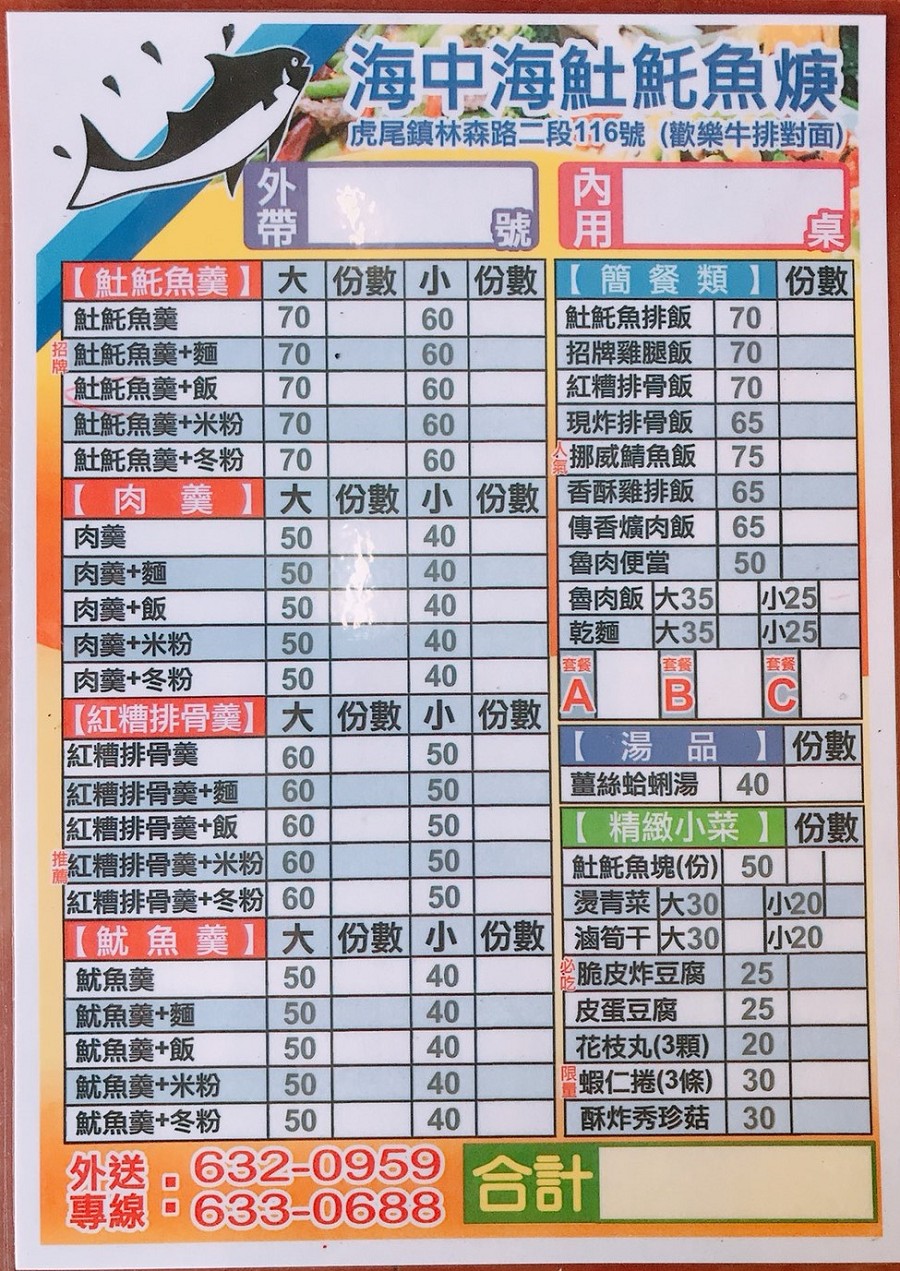 海中海魠魠魚焿
虎尾鎮林森路二段116號 (歡樂牛排對面)
外帶 號
內用 桌
【魠魠魚羹】 大 份數 小 份數
魠魠魚羹 70 60
招牌 魠魠魚羹+麵 70 60
魠魠魚羹+飯 70 60
魠魠魚羹+米粉 70 60
魠魠魚羹+冬粉 70 60
【肉羹】 大 份數 小 份數
肉羹 50 40
肉羹+麵 50 40
肉羹+飯 50 40
肉羹+米粉 50 40
肉羹+冬粉 50 40
【紅糟排骨羹】 大 份數 小 份數
紅糟排骨羹 60 50
紅糟排骨羹+麵 60 50
紅糟排骨羹+飯 60 50
推薦 紅糟排骨羹+米粉 60 50
紅糟排骨羹+冬粉 60 50
【魷魚羹】 大 份數 小 份數
魷魚羹 50 40
魷魚羹+麵 50 40
魷魚羹+飯 50 40
魷魚羹+米粉 50 40
魷魚羹+冬粉 50 40
【簡餐類】 份數
魠魠魚排飯 70
招牌雞腿飯 70
紅糟排骨飯 70
現炸排骨飯 65
人氣 挪威鯖魚飯 75
香酥雞排飯 65
傳香爌肉飯 65
魯肉便當 50
魯肉飯 大35 小25
乾麵 大35 小25
套餐A 套餐B 套餐C
【湯品】 份數
薑絲蛤蜊湯 40
【精緻小菜】 份數
魠魠魚塊(份) 50
燙青菜 大30 小20
滷筍干 大30 小20
必吃 脆皮炸豆腐 25
皮蛋豆腐 25
花枝丸(3顆) 20
限量 蝦仁捲(3條) 30
酥炸秀珍菇 30
外送專線:632-0959
633-0688
合計